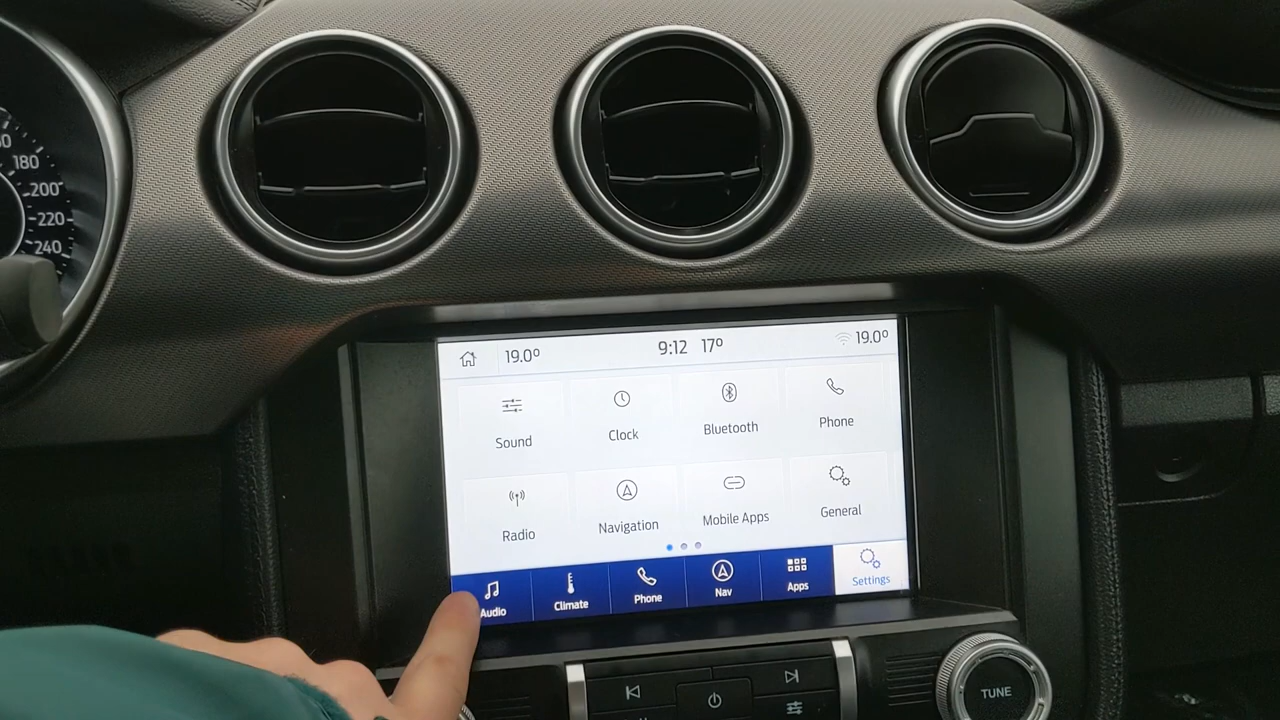 180
200
220
240
19.0º
9:12 17º
19.0º
Sound
Clock
Bluetooth
Phone
Radio
Navigation
Mobile Apps
General
Audio
Climate
Phone
Nav
Apps
Settings
TUNE